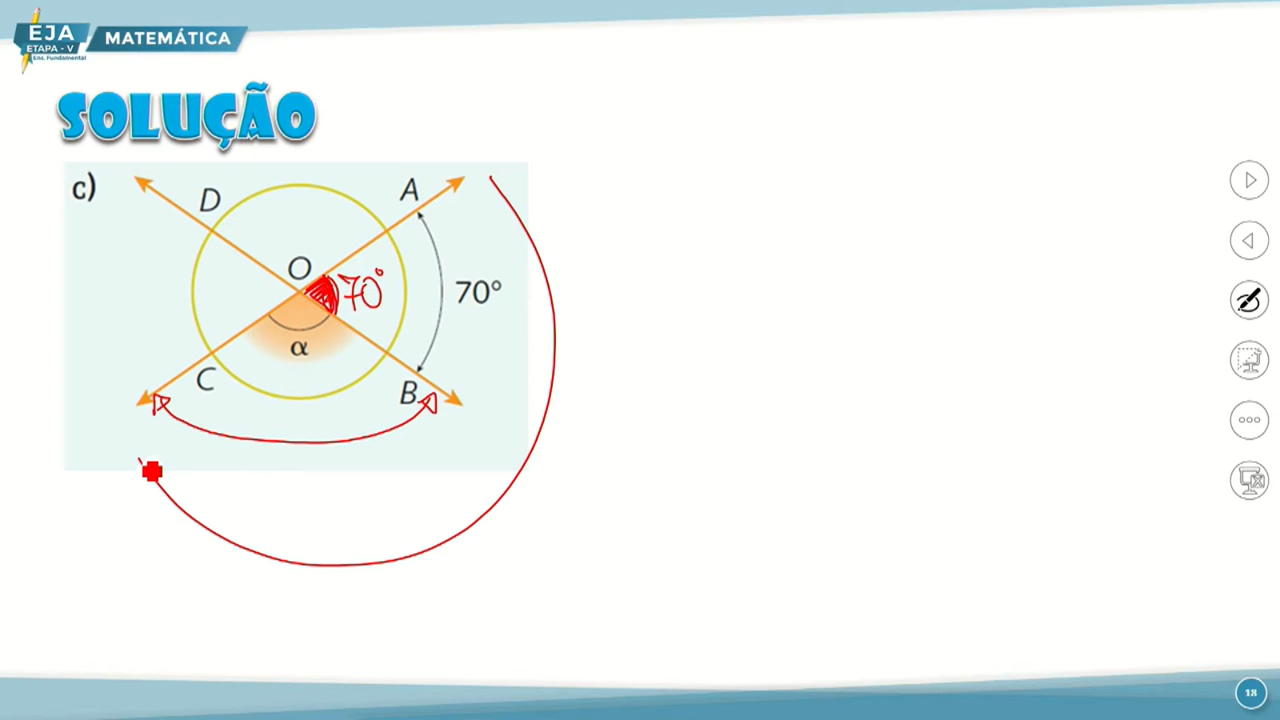 EJA
ETAPA - V
Ens. Fundamental
MATEMÁTICA
SOLUÇÃO
c)
D
A
O
70°
70°
α
C
B
18